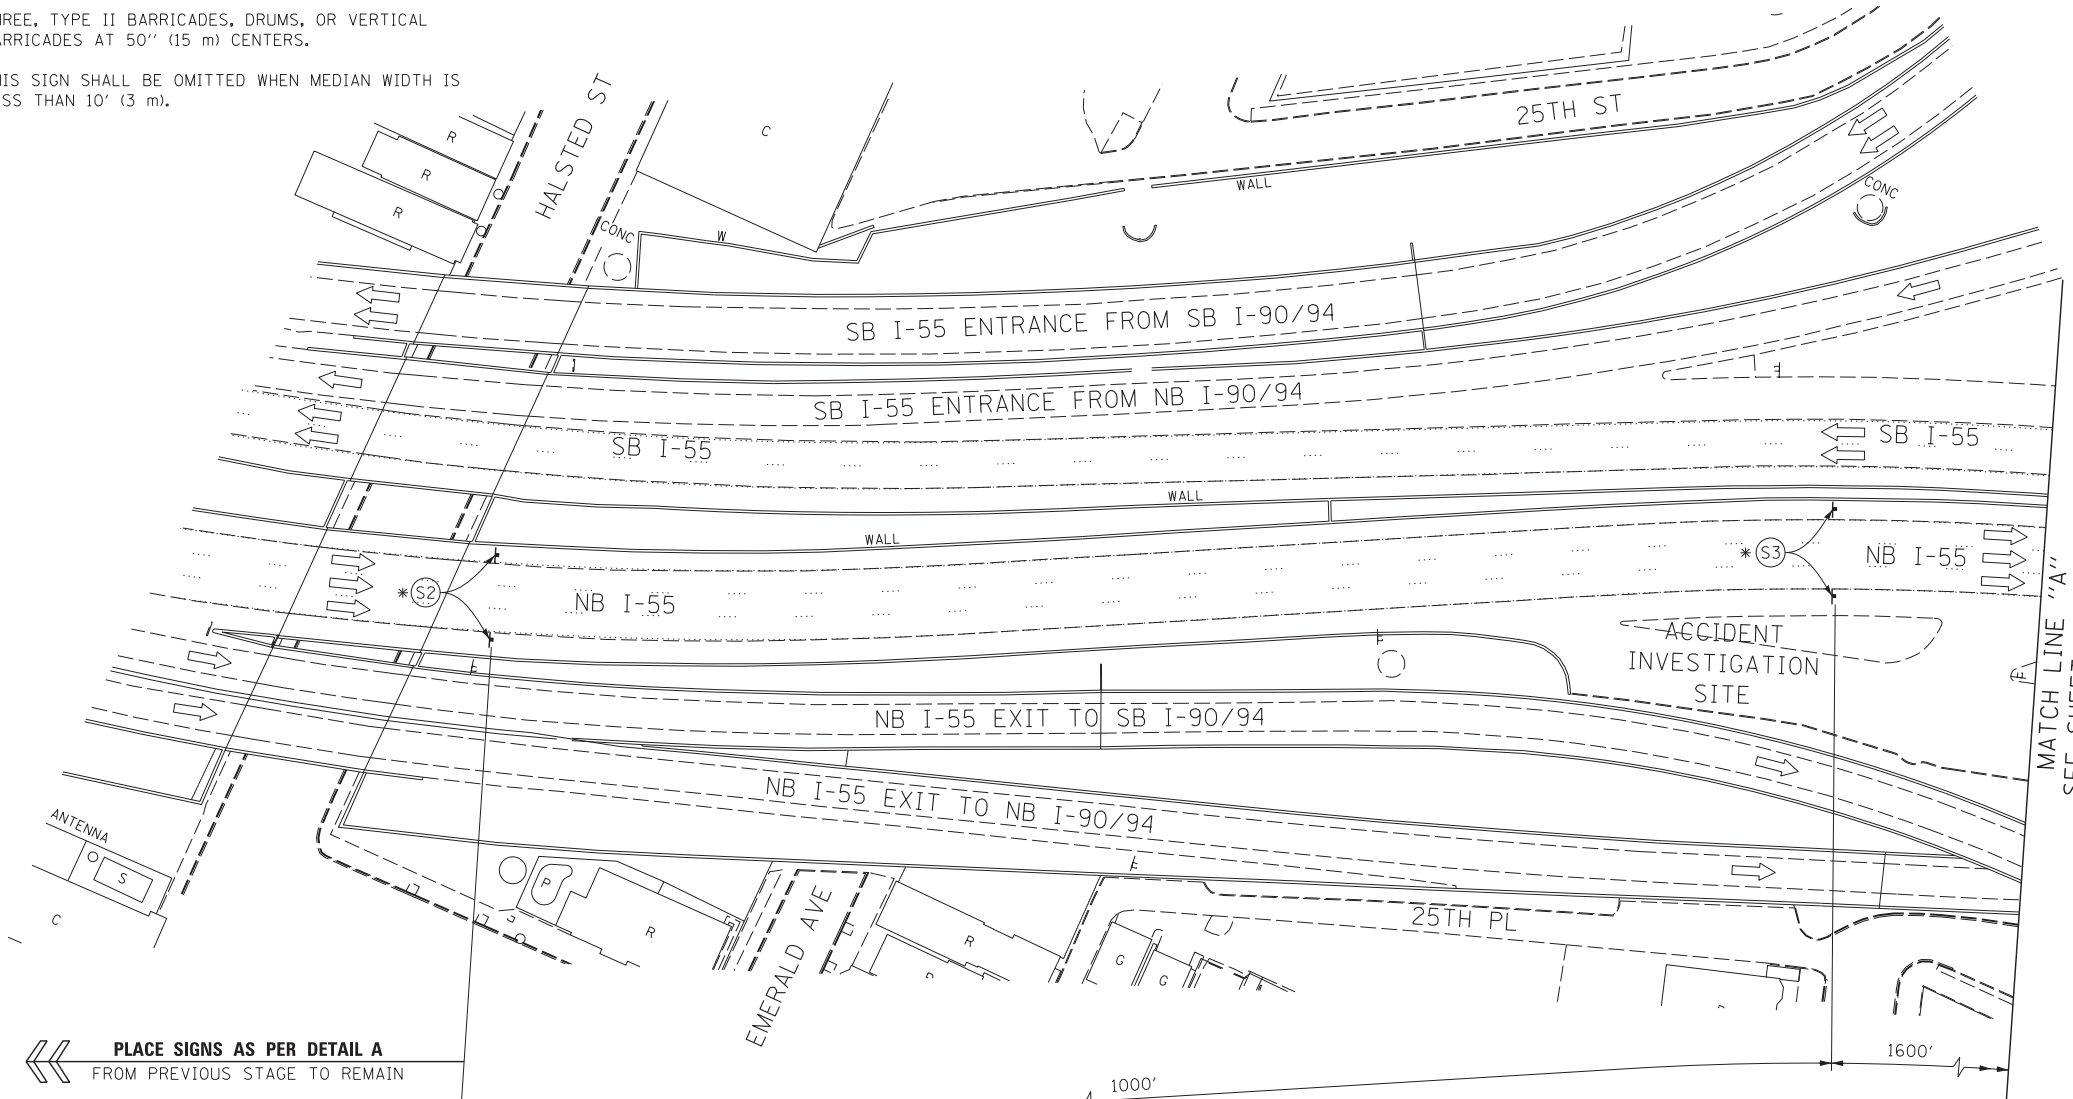 TYPE II BARRICADES, DRUMS, OR VERTICAL
AT 50'' (15 m) CENTERS.
SIGN SHALL BE OMITTED WHEN MEDIAN WIDTH IS
THAN 10' (3 m).
HALSTED ST
R
R
R
C
25TH ST
WALL
CONC
CONC
W
SB I-55 ENTRANCE FROM SB I-90/94
SB I-55 ENTRANCE FROM NB I-90/94
SB I-55
SB I-55
WALL
WALL
* S2
NB I-55
* S3
NB I-55
ACCIDENT
INVESTIGATION
SITE
MATCH LINE "A"
NB I-55 EXIT TO SB I-90/94
NB I-55 EXIT TO NB I-90/94
ANTENNA
S
C
P
R
EMERALD AVE
R
G
G
25TH PL
PLACE SIGNS AS PER DETAIL A
FROM PREVIOUS STAGE TO REMAIN
1000'
1600'